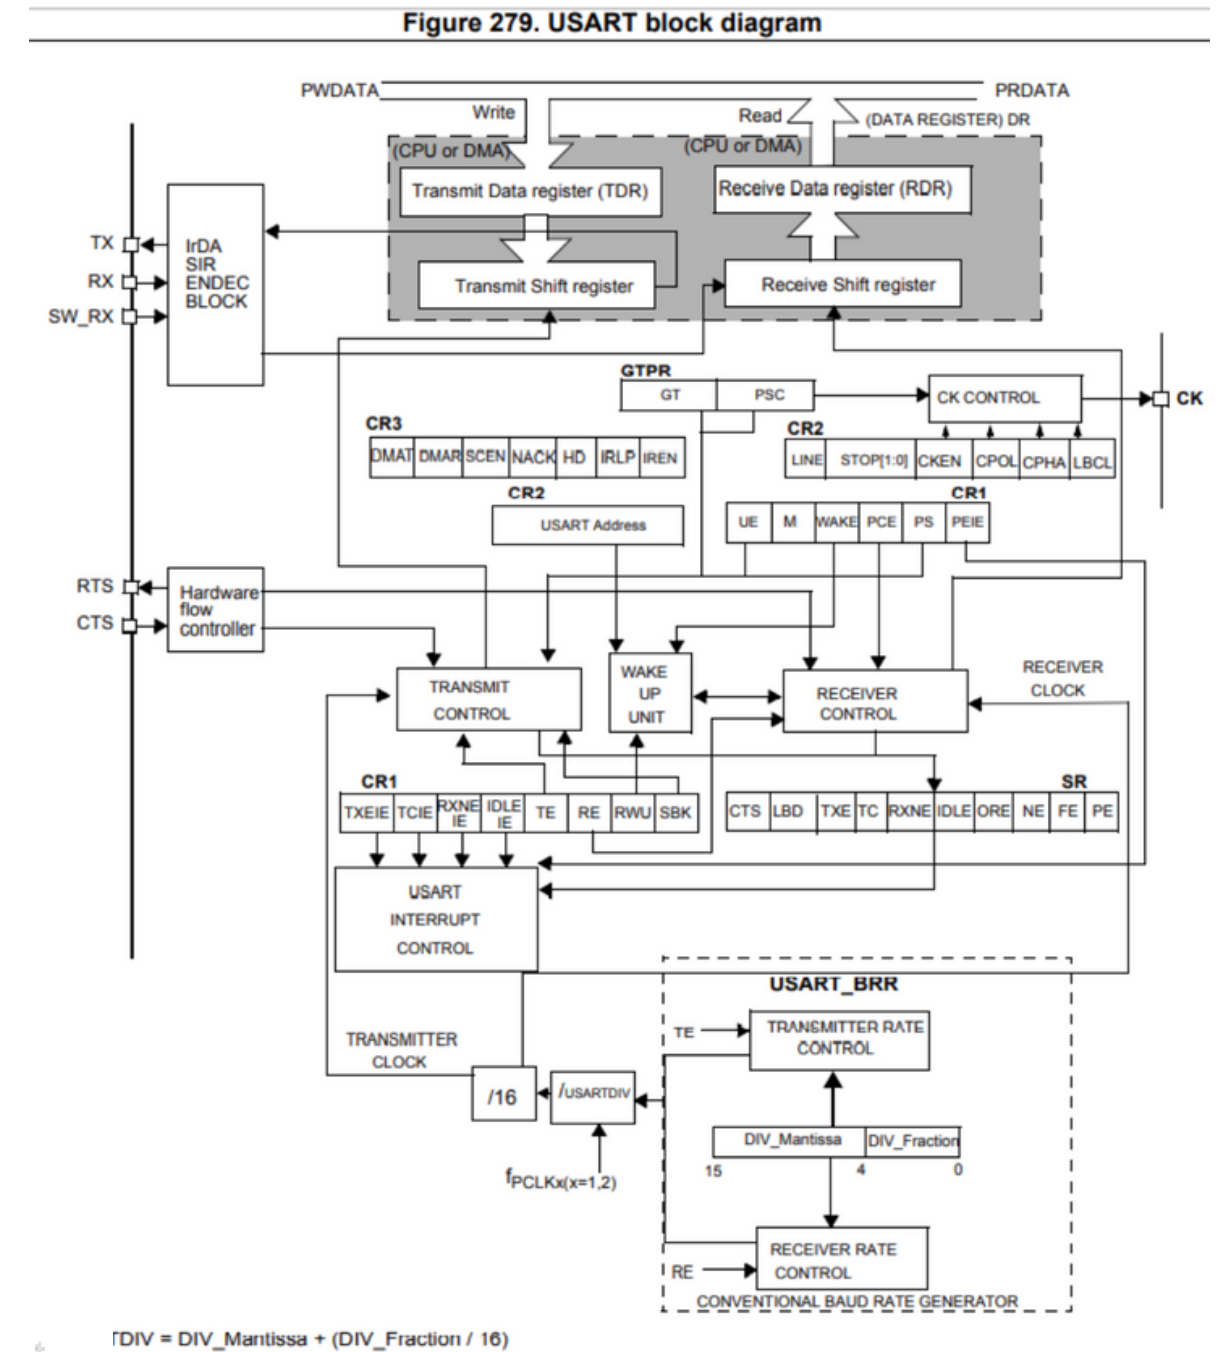 Figure 279. USART block diagram
PWDATA
PRDATA
Write
Read
(DATA REGISTER) DR
(CPU or DMA)
(CPU or DMA)
Transmit Data register (TDR)
Receive Data register (RDR)
TX
RX
SW_RX
IrDA
SIR
ENDEC
BLOCK
Transmit Shift register
Receive Shift register
GTPR
GT
PSC
CK CONTROL
CK
CR3
DMAT DMAR SCEN NACK HD IRLP IREN
CR2
LINE STOP[1:0] CKEN CPOL CPHA LBCL
CR2
USART Address
CR1
UE M WAKE PCE PS PEIE
RTS
CTS
Hardware
flow
controller
TRANSMIT
CONTROL
WAKE
UP
UNIT
RECEIVER
CONTROL
RECEIVER
CLOCK
CR1
TXEIE TCIE RXNE IE IDLE IE TE RE RWU SBK
SR
CTS LBD TXE TC RXNE IDLE ORE NE FE PE
USART
INTERRUPT
CONTROL
USART_BRR
TE
TRANSMITTER RATE
CONTROL
TRANSMITTER
CLOCK
/16
/USARTDIV
DIV_Mantissa DIV_Fraction
15 4 0
fPCLKx(x=1,2)
RE
RECEIVER RATE
CONTROL
CONVENTIONAL BAUD RATE GENERATOR
TDIV = DIV_Mantissa + (DIV_Fraction / 16)